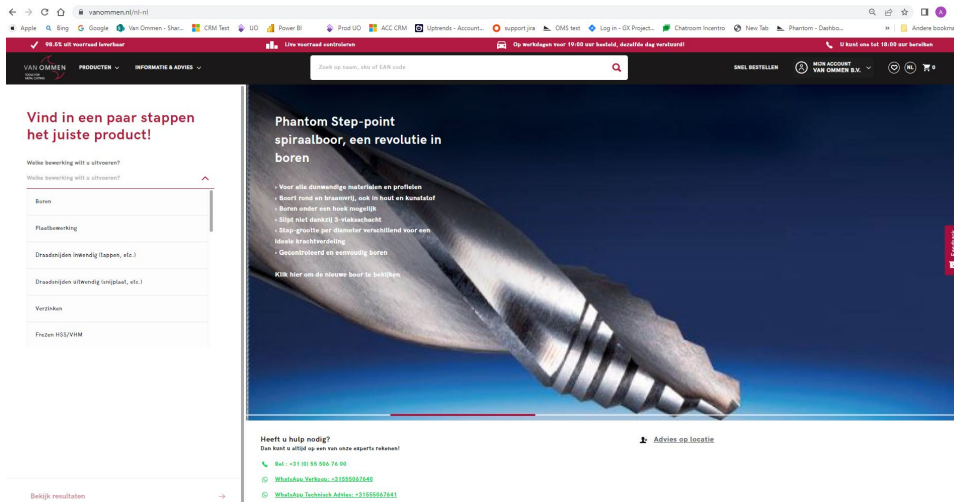 vanommen.nl/nl-nl
Apple Bing Google Van Ommen - Shar... CRM Test UO Power BI Prod UO ACC CRM Uptrends - Account... support jira OMS test Log in - GX Project... Chatroom Incentro New Tab Phantom - Dashbo... » Andere bookma
98.5% uit voorraad leverbaar Live voorraad controleren Op werkdagen voor 19:00 uur besteld, dezelfde dag verstuurd! U kunt ons tot 18:00 uur bereiken
VAN OMMEN PRODUCTEN INFORMATIE & ADVIES Zoek op naam, sku of EAN code SNEL BESTELLEN MIJN ACCOUNT VAN OMMEN B.V. NL 0
Vind in een paar stappen
het juiste product!
Welke bewerking wilt u uitvoeren?
Welke bewerking wilt u uitvoeren?
Boren
Plaatbewerking
Draadsnijden inwendig (tappen, etc.)
Draadsnijden uitwendig (snijplaat, etc.)
Verzinken
Frezen HSS/VHM
Bekijk resultaten →
Phantom Step-point
spiraalboor, een revolutie in
boren
› Voor alle dunwandige materialen en profielen
› Boort rond en braamvrij, ook in hout en kunststof
› Boren onder een hoek mogelijk
› Slipt niet dankzij 3-vlaksschacht
› Stap-grootte per diameter verschillend voor een
ideale krachtverdeling
› Gecontroleerd en eenvoudig boren
Klik hier om de nieuwe boor te bekijken
Heeft u hulp nodig?
Dan kunt u altijd op een van onze experts rekenen!
Bel : +31 (0) 55 506 76 00
WhatsApp Verkoop: +31555067640
WhatsApp Technisch Advies: +31555067641
Advies op locatie